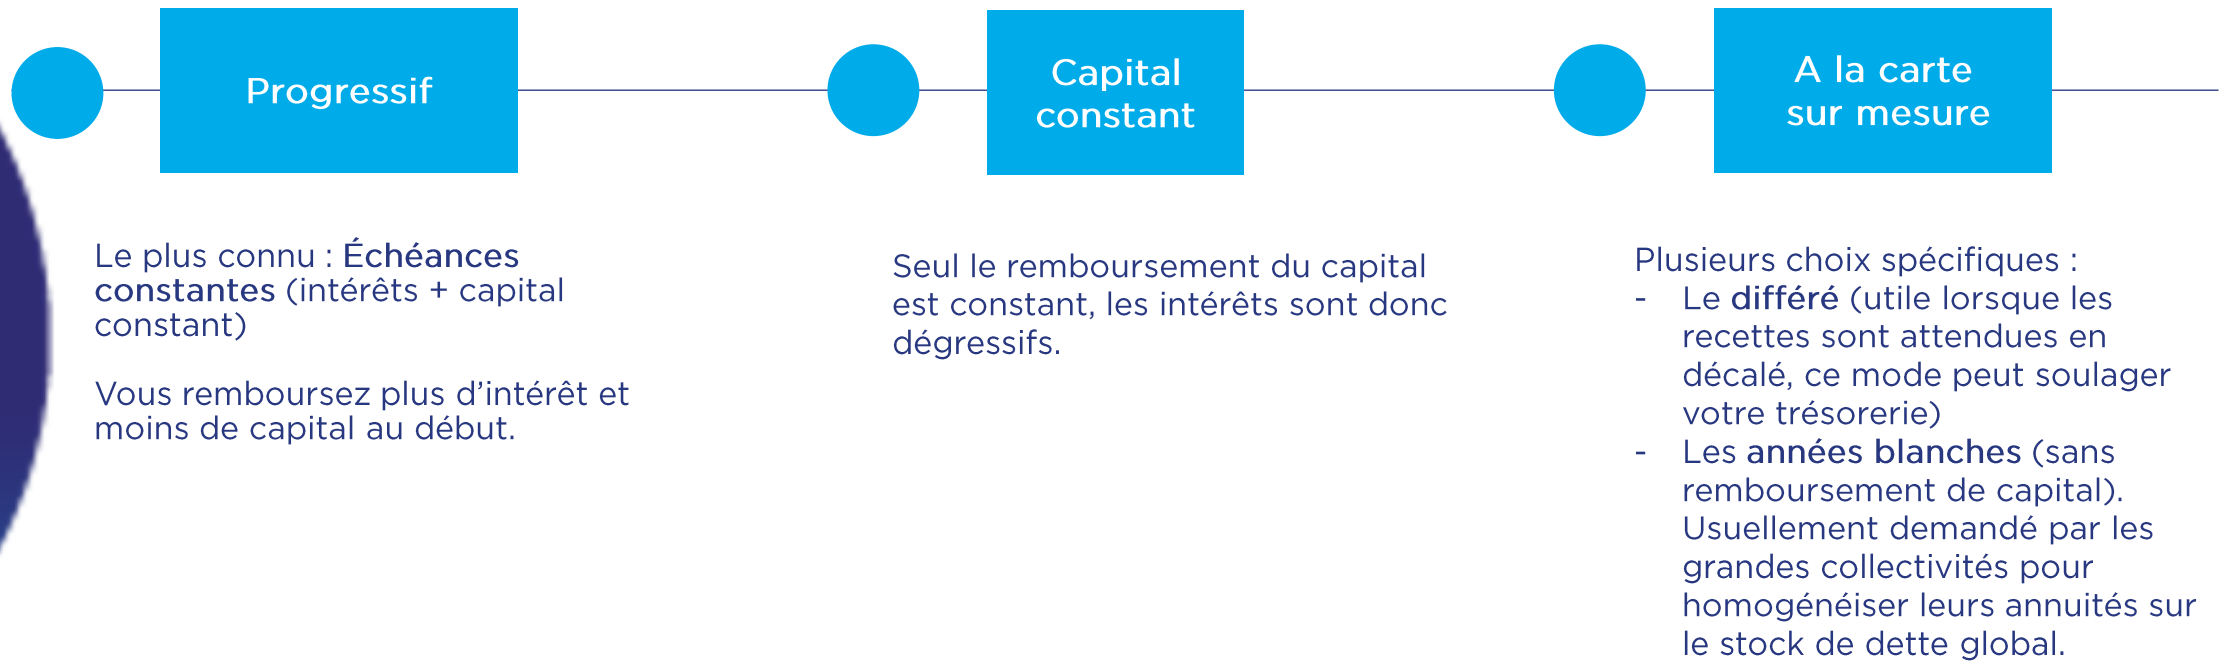 Progressif
Le plus connu : Échéances
constantes (intérêts + capital
constant)
Vous remboursez plus d’intérêt et
moins de capital au début.
Capital
constant
Seul le remboursement du capital
est constant, les intérêts sont donc
dégressifs.
A la carte
sur mesure
Plusieurs choix spécifiques :
- Le différé (utile lorsque les
recettes sont attendues en
décalé, ce mode peut soulager
votre trésorerie)
- Les années blanches (sans
remboursement de capital).
Usuellement demandé par les
grandes collectivités pour
homogénéiser leurs annuités sur
le stock de dette global.